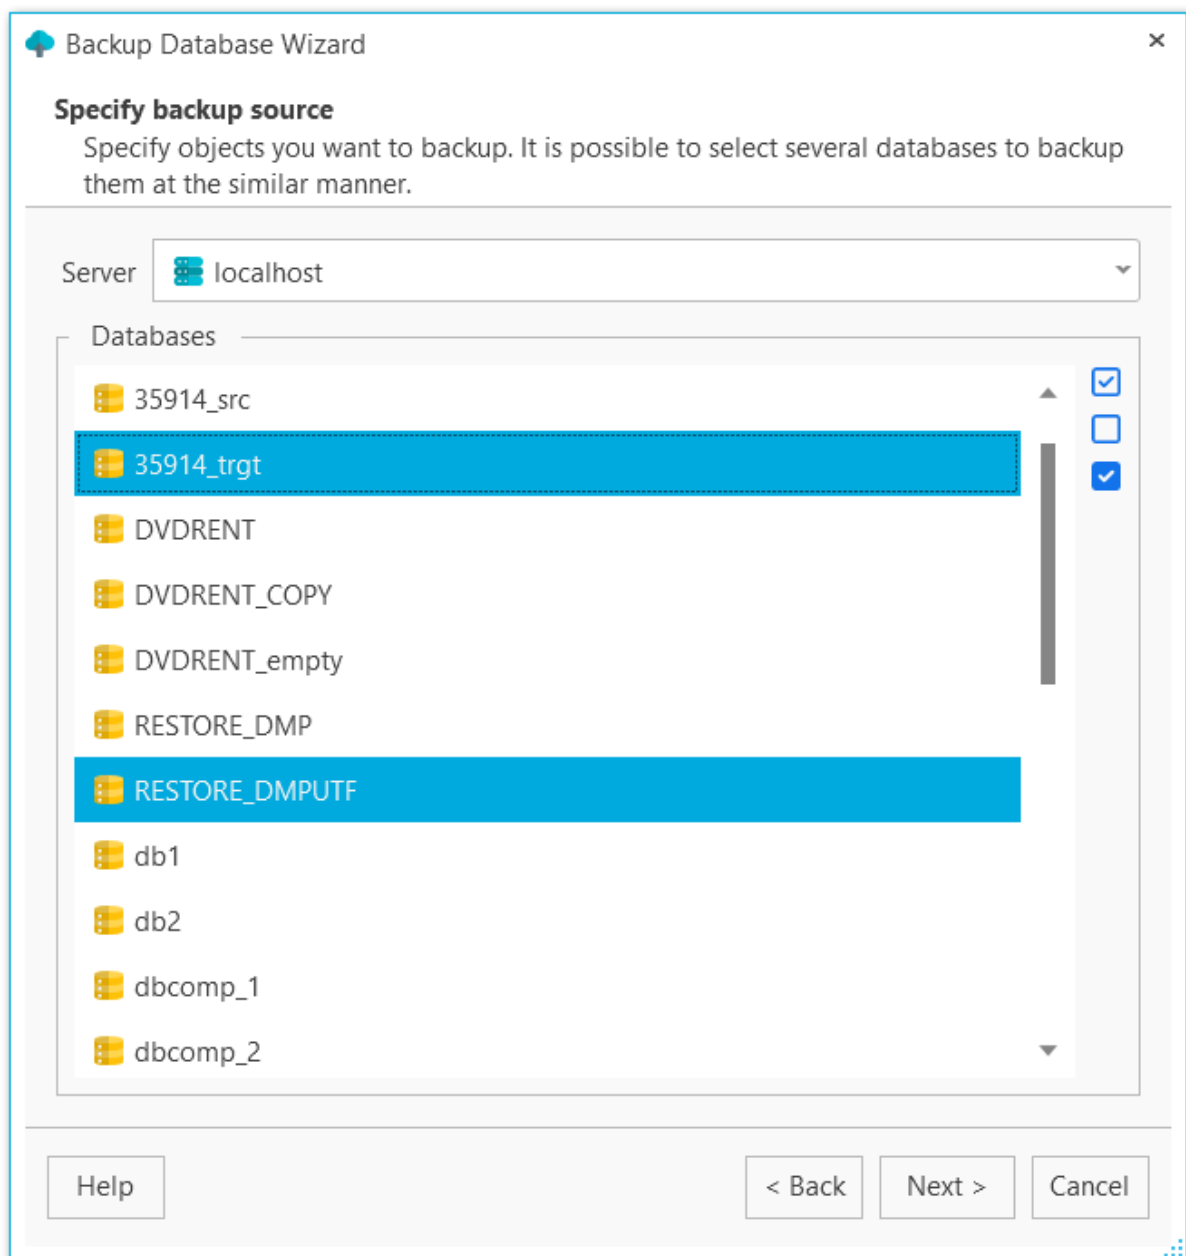 Backup Database Wizard
Specify backup source
Specify objects you want to backup. It is possible to select several databases to backup
them at the similar manner.
Server
localhost
Databases
35914_src
35914_trgt
DVDRENT
DVDRENT_COPY
DVDRENT_empty
RESTORE_DMP
RESTORE_DMPUTF
db1
db2
dbcomp_1
dbcomp_2
Help
< Back
Next >
Cancel